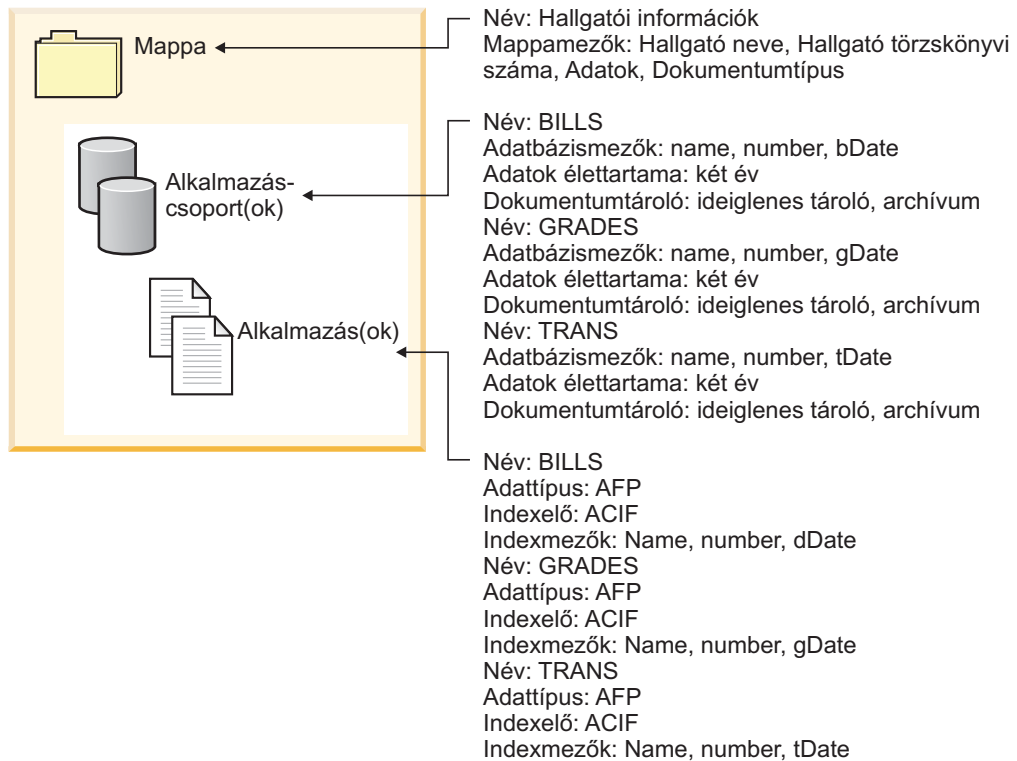 Mappa
Alkalmazás-
csoport(ok)
Alkalmazás(ok)
Név: Hallgatói információk
Mappamezők: Hallgató neve, Hallgató törzskönyvi
száma, Adatok, Dokumentumtípus
Név: BILLS
Adatbázismezők: name, number, bDate
Adatok élettartama: két év
Dokumentumtároló: ideiglenes tároló, archívum
Név: GRADES
Adatbázismezők: name, number, gDate
Adatok élettartama: két év
Dokumentumtároló: ideiglenes tároló, archívum
Név: TRANS
Adatbázismezők: name, number, tDate
Adatok élettartama: két év
Dokumentumtároló: ideiglenes tároló, archívum
Név: BILLS
Adattípus: AFP
Indexelő: ACIF
Indexmezők: Name, number, dDate
Név: GRADES
Adattípus: AFP
Indexelő: ACIF
Indexmezők: Name, number, gDate
Név: TRANS
Adattípus: AFP
Indexelő: ACIF
Indexmezők: Name, number, tDate